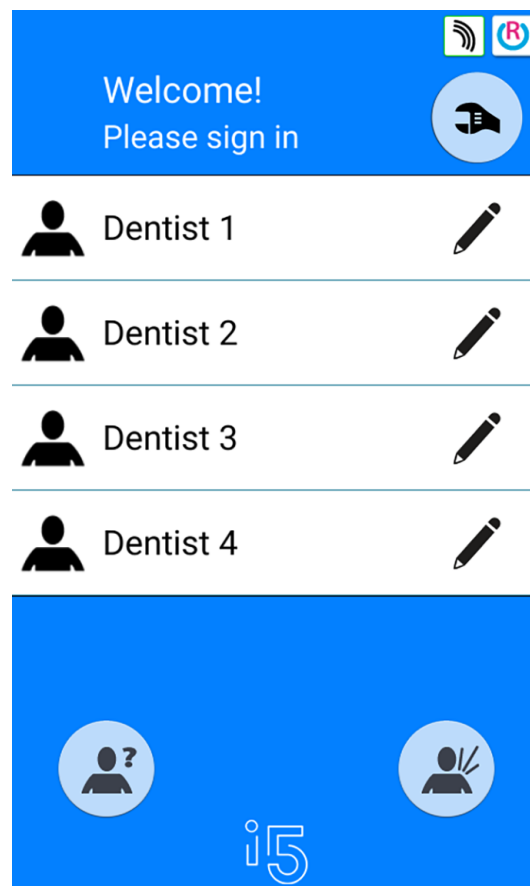 R
Welcome!
Please sign in
Dentist 1
Dentist 2
Dentist 3
Dentist 4
?
i5